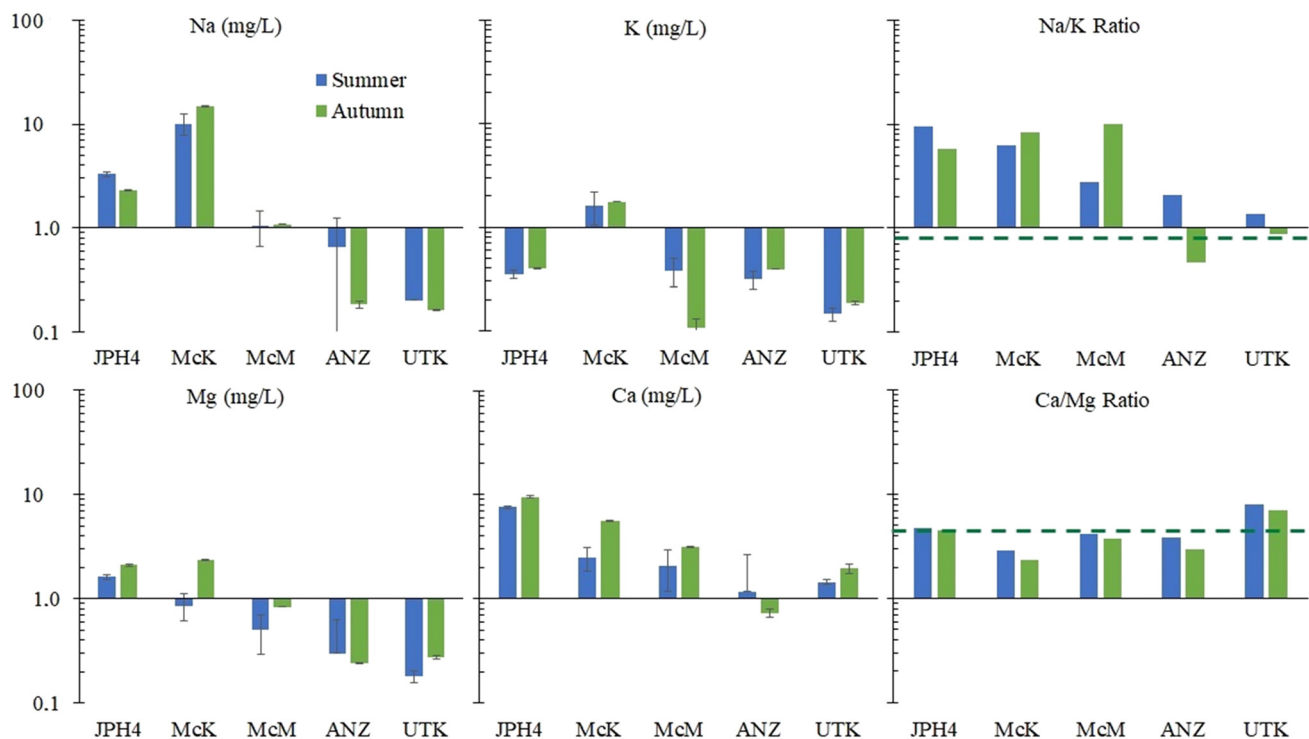 Na (mg/L)
K (mg/L)
Na/K Ratio
100
10
1.0
0.1
Summer
Autumn
JPH4 McK McM ANZ UTK
JPH4 McK McM ANZ UTK
JPH4 McK McM ANZ UTK
Mg (mg/L)
Ca (mg/L)
Ca/Mg Ratio
100
10
1.0
0.1
JPH4 McK McM ANZ UTK
JPH4 McK McM ANZ UTK
JPH4 McK McM ANZ UTK